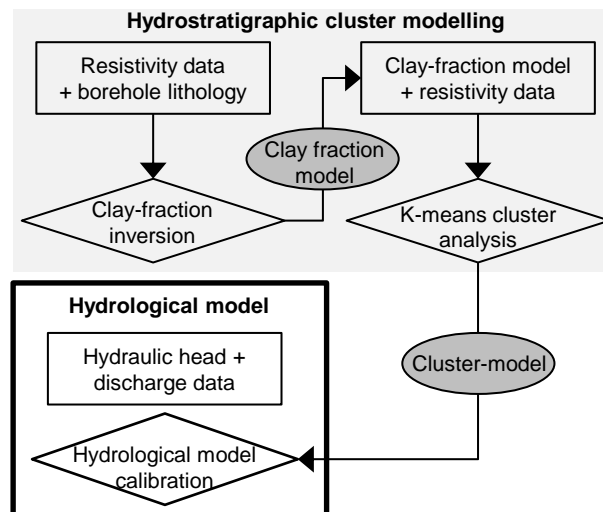 Hydrostratigraphic cluster modelling
Resistivity data
+ borehole lithology
Clay-fraction model
+ resistivity data
Clay fraction
model
Clay-fraction
inversion
K-means cluster
analysis
Hydrological model
Hydraulic head +
discharge data
Cluster-model
Hydrological model
calibration